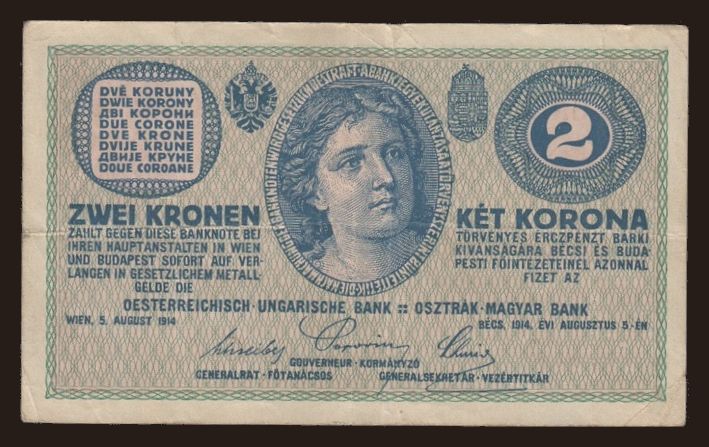 DVĚ KORUNY
DWIE KORONY
ДВІ КОРОНИ
DUE CORONE
DVE KRONE
DVIJE KRUNE
ДВИЈЕ КРУНЕ
DOUE COROANE
2
ZWEI KRONEN
ZAHLT GEGEN DIESE BANKNOTE BEI
IHREN HAUPTANSTALTEN IN WIEN
UND BUDAPEST SOFORT AUF VER-
LANGEN IN GESETZLICHEM METALL-
GELDE DIE
KÉT KORONA
TÖRVÉNYES ÉRCZPÉNZT BÁRKI
KIVÁNSÁGÁRA BÉCSI ÉS BUDA-
PESTI FŐINTÉZETEINÉL AZONNAL
FIZET AZ
OESTERREICHISCH-UNGARISCHE BANK :: OSZTRÁK-MAGYAR BANK
WIEN, 5. AUGUST 1914
BÉCS, 1914. ÉVI AUGUSZTUS 5-ÉN
GOUVERNEUR-KORMÁNYZÓ
GENERALRAT-FŐTANÁCSOS
GENERALSEKRETÄR-VEZÉRTITKÁR